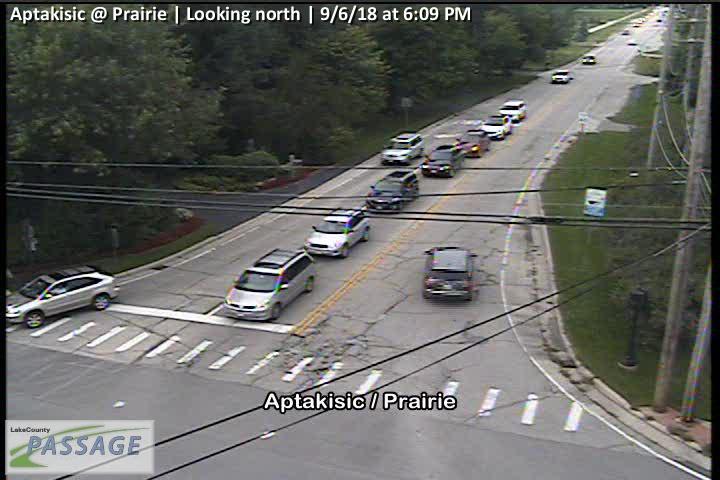 Aptakisic @ Prairie | Looking north | 9/6/18 at 6:09 PM
Aptakisic / Prairie
LakeCounty
PASSAGE